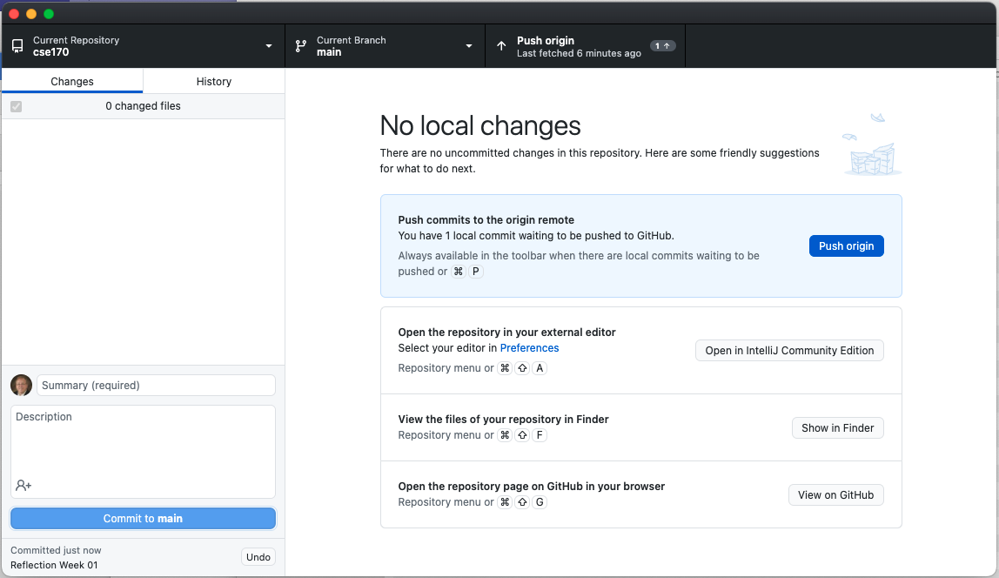 Current Repository
cse170
Current Branch
main
Push origin
Last fetched 6 minutes ago
1 ↑
Changes
History
0 changed files
No local changes
There are no uncommitted changes in this repository. Here are some friendly suggestions
for what to do next.
Push commits to the origin remote
You have 1 local commit waiting to be pushed to GitHub.
Always available in the toolbar when there are local commits waiting to be
pushed or ⌘ P
Push origin
Open the repository in your external editor
Select your editor in Preferences
Repository menu or ⌘ ⇧ A
Open in IntelliJ Community Edition
View the files of your repository in Finder
Repository menu or ⌘ ⇧ F
Show in Finder
Open the repository page on GitHub in your browser
Repository menu or ⌘ ⇧ G
View on GitHub
Summary (required)
Description
Commit to main
Committed just now
Reflection Week 01
Undo